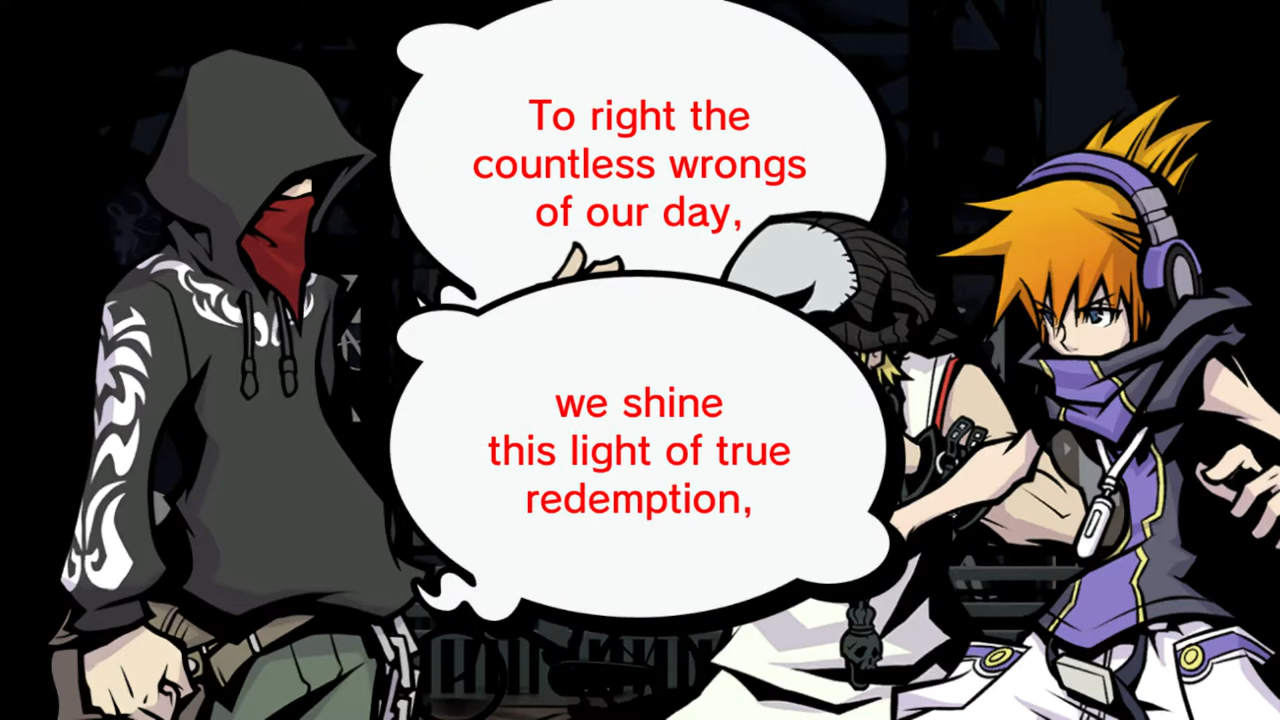 To right the
countless wrongs
of our day,
we shine
this light of true
redemption,